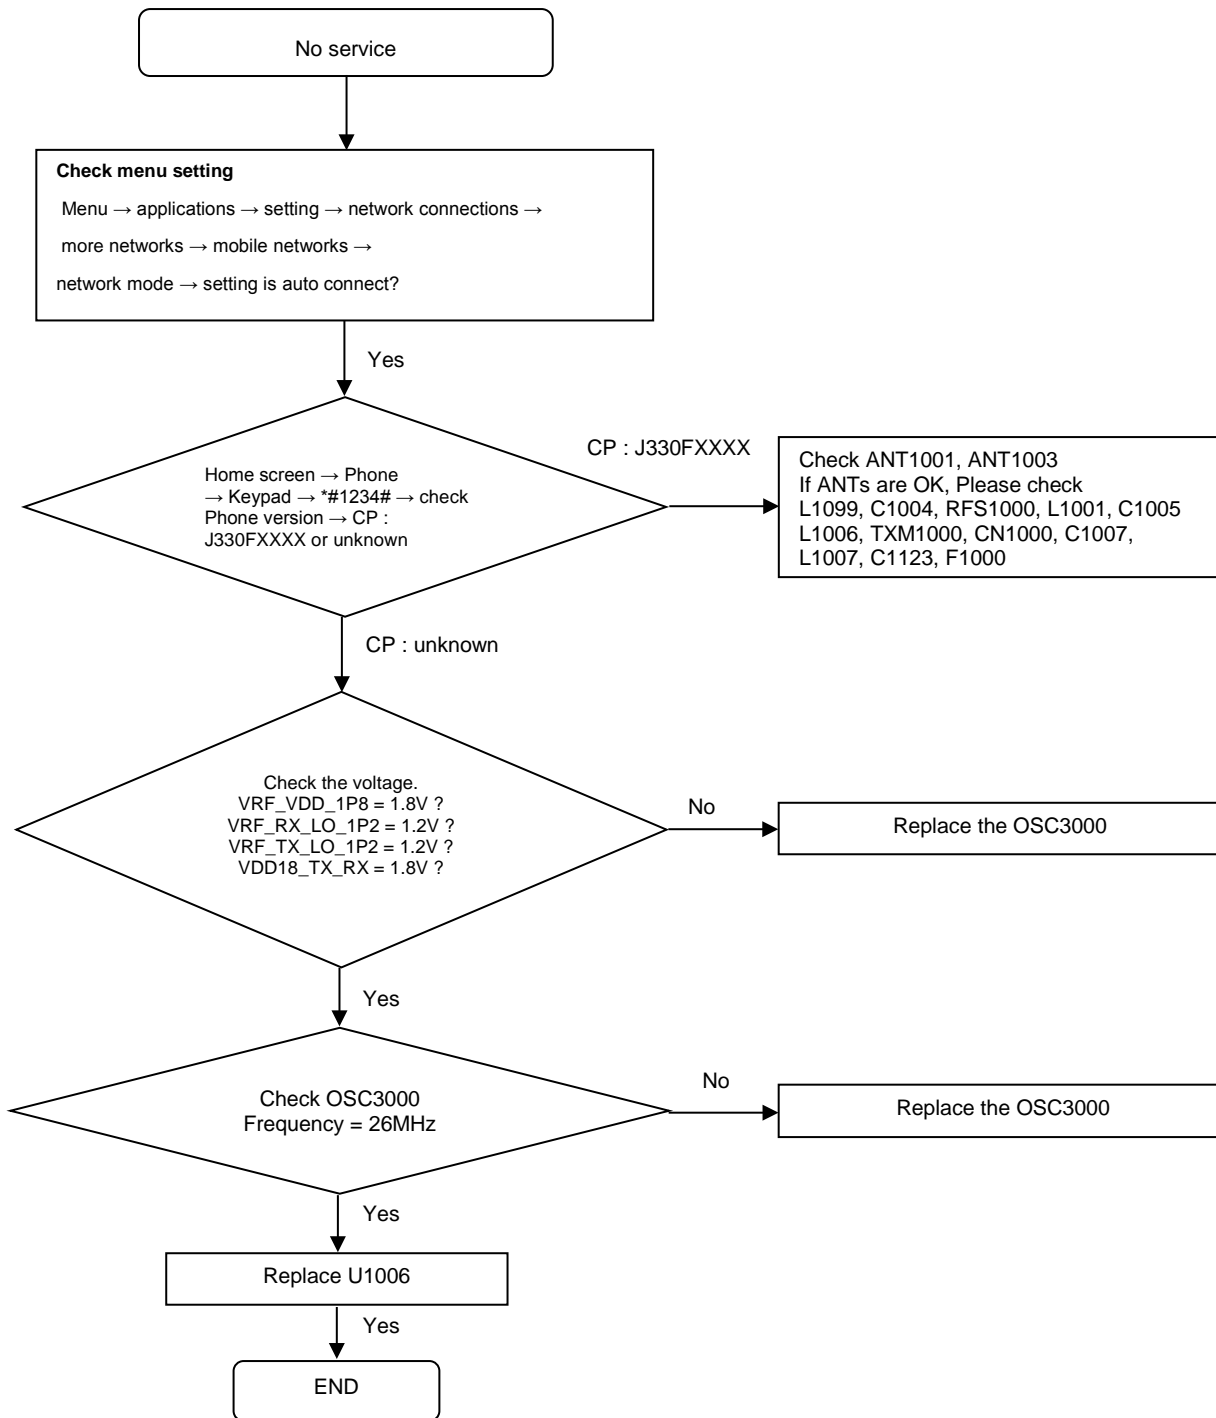 No service
Check menu setting
Menu → applications → setting → network connections →
more networks → mobile networks →
network mode → setting is auto connect?
Yes
Home screen → Phone
→ Keypad → *#1234# → check
Phone version → CP :
J330FXXXX or unknown
CP : J330FXXXX
Check ANT1001, ANT1003
If ANTs are OK, Please check
L1099, C1004, RFS1000, L1001, C1005
L1006, TXM1000, CN1000, C1007,
L1007, C1123, F1000
CP : unknown
Check the voltage.
VRF_VDD_1P8 = 1.8V ?
VRF_RX_LO_1P2 = 1.2V ?
VRF_TX_LO_1P2 = 1.2V ?
VDD18_TX_RX = 1.8V ?
No
Replace the OSC3000
Yes
Check OSC3000
Frequency = 26MHz
No
Replace the OSC3000
Yes
Replace U1006
Yes
END